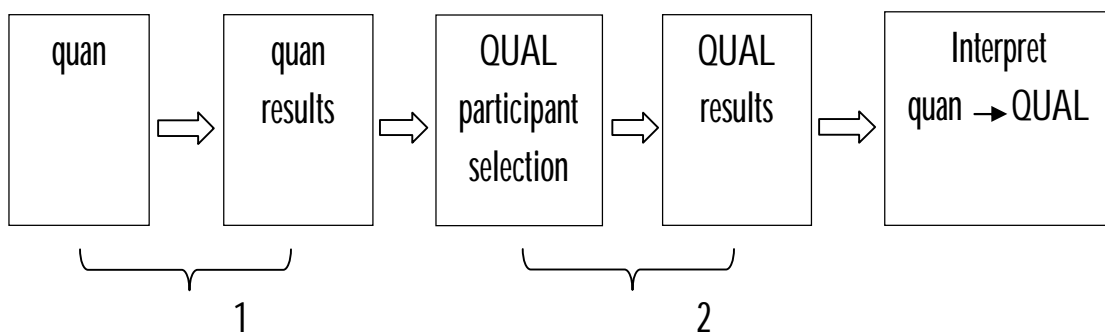 quan
quan
results
QUAL
participant
selection
QUAL
results
Interpret
quan → QUAL
1
2